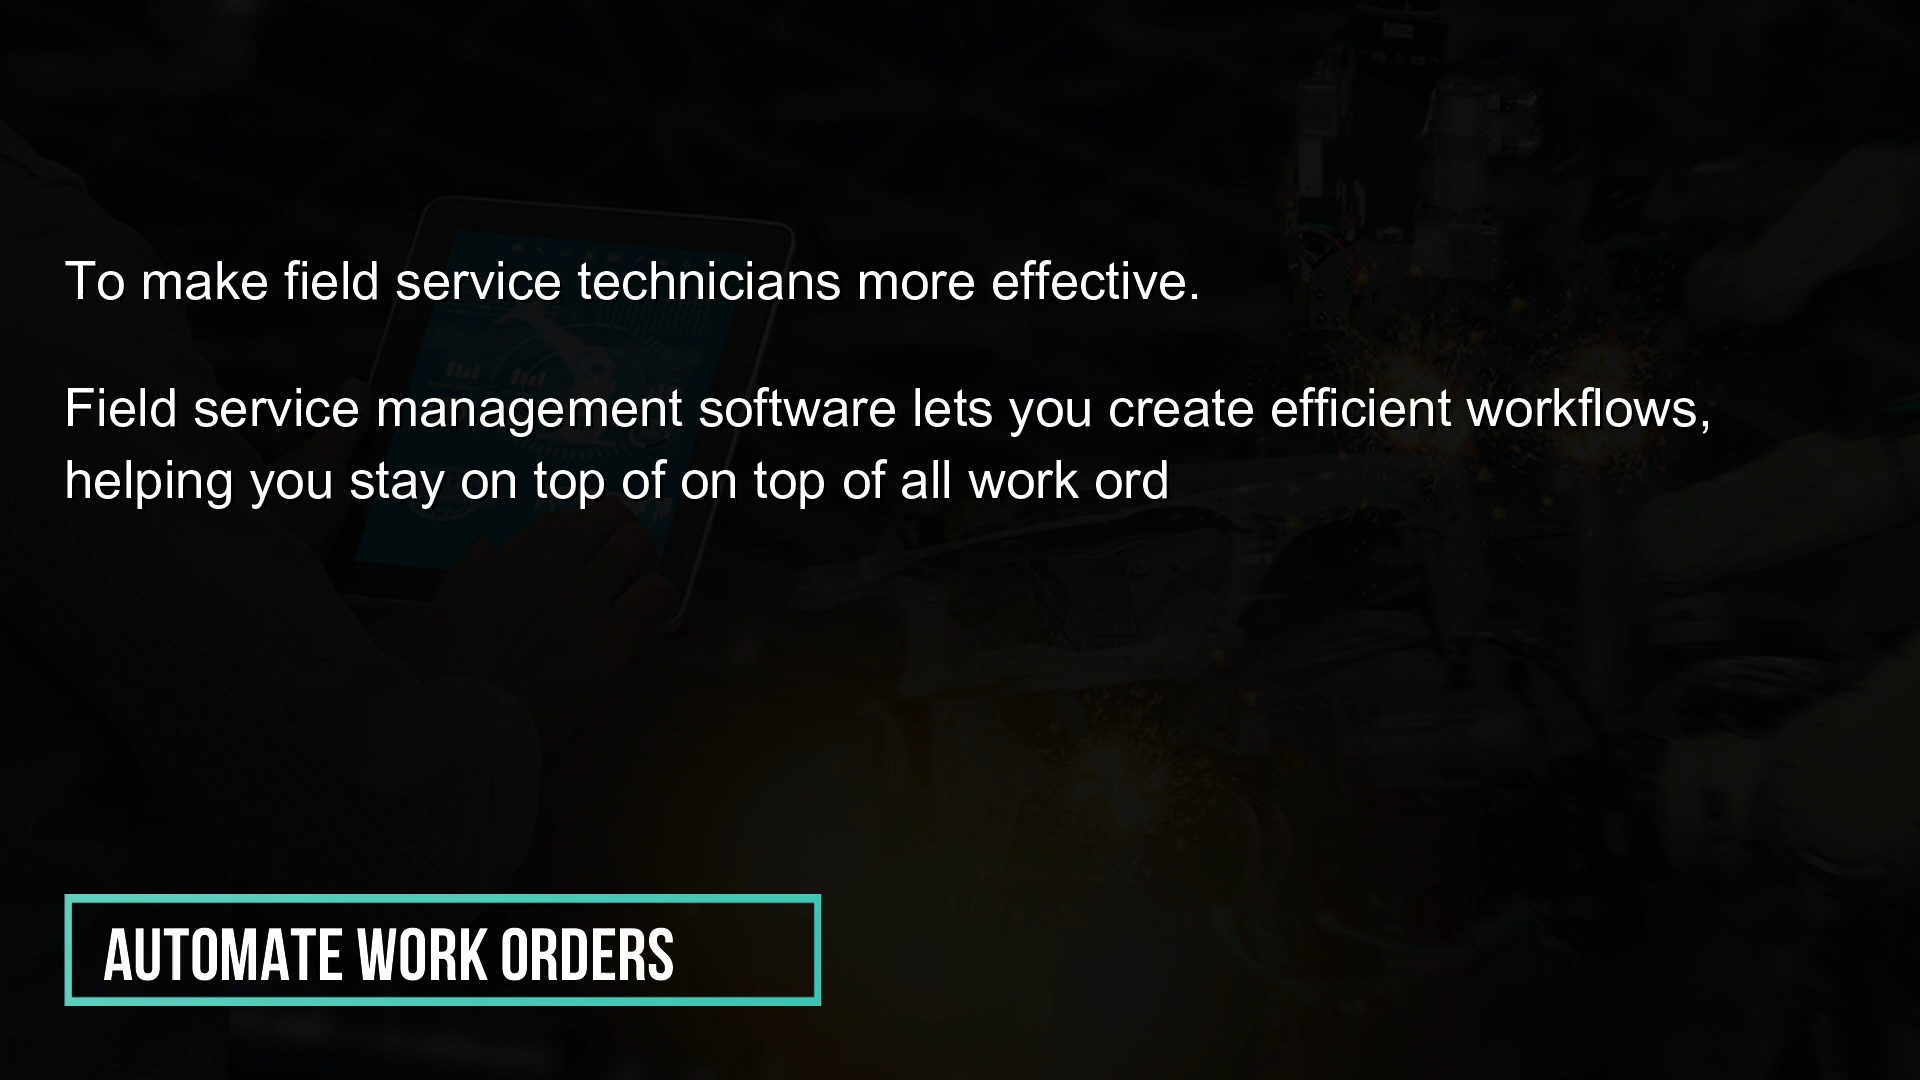 To make field service technicians more effective.
Field service management software lets you create efficient workflows,
helping you stay on top of on top of all work ord
AUTOMATE WORK ORDERS